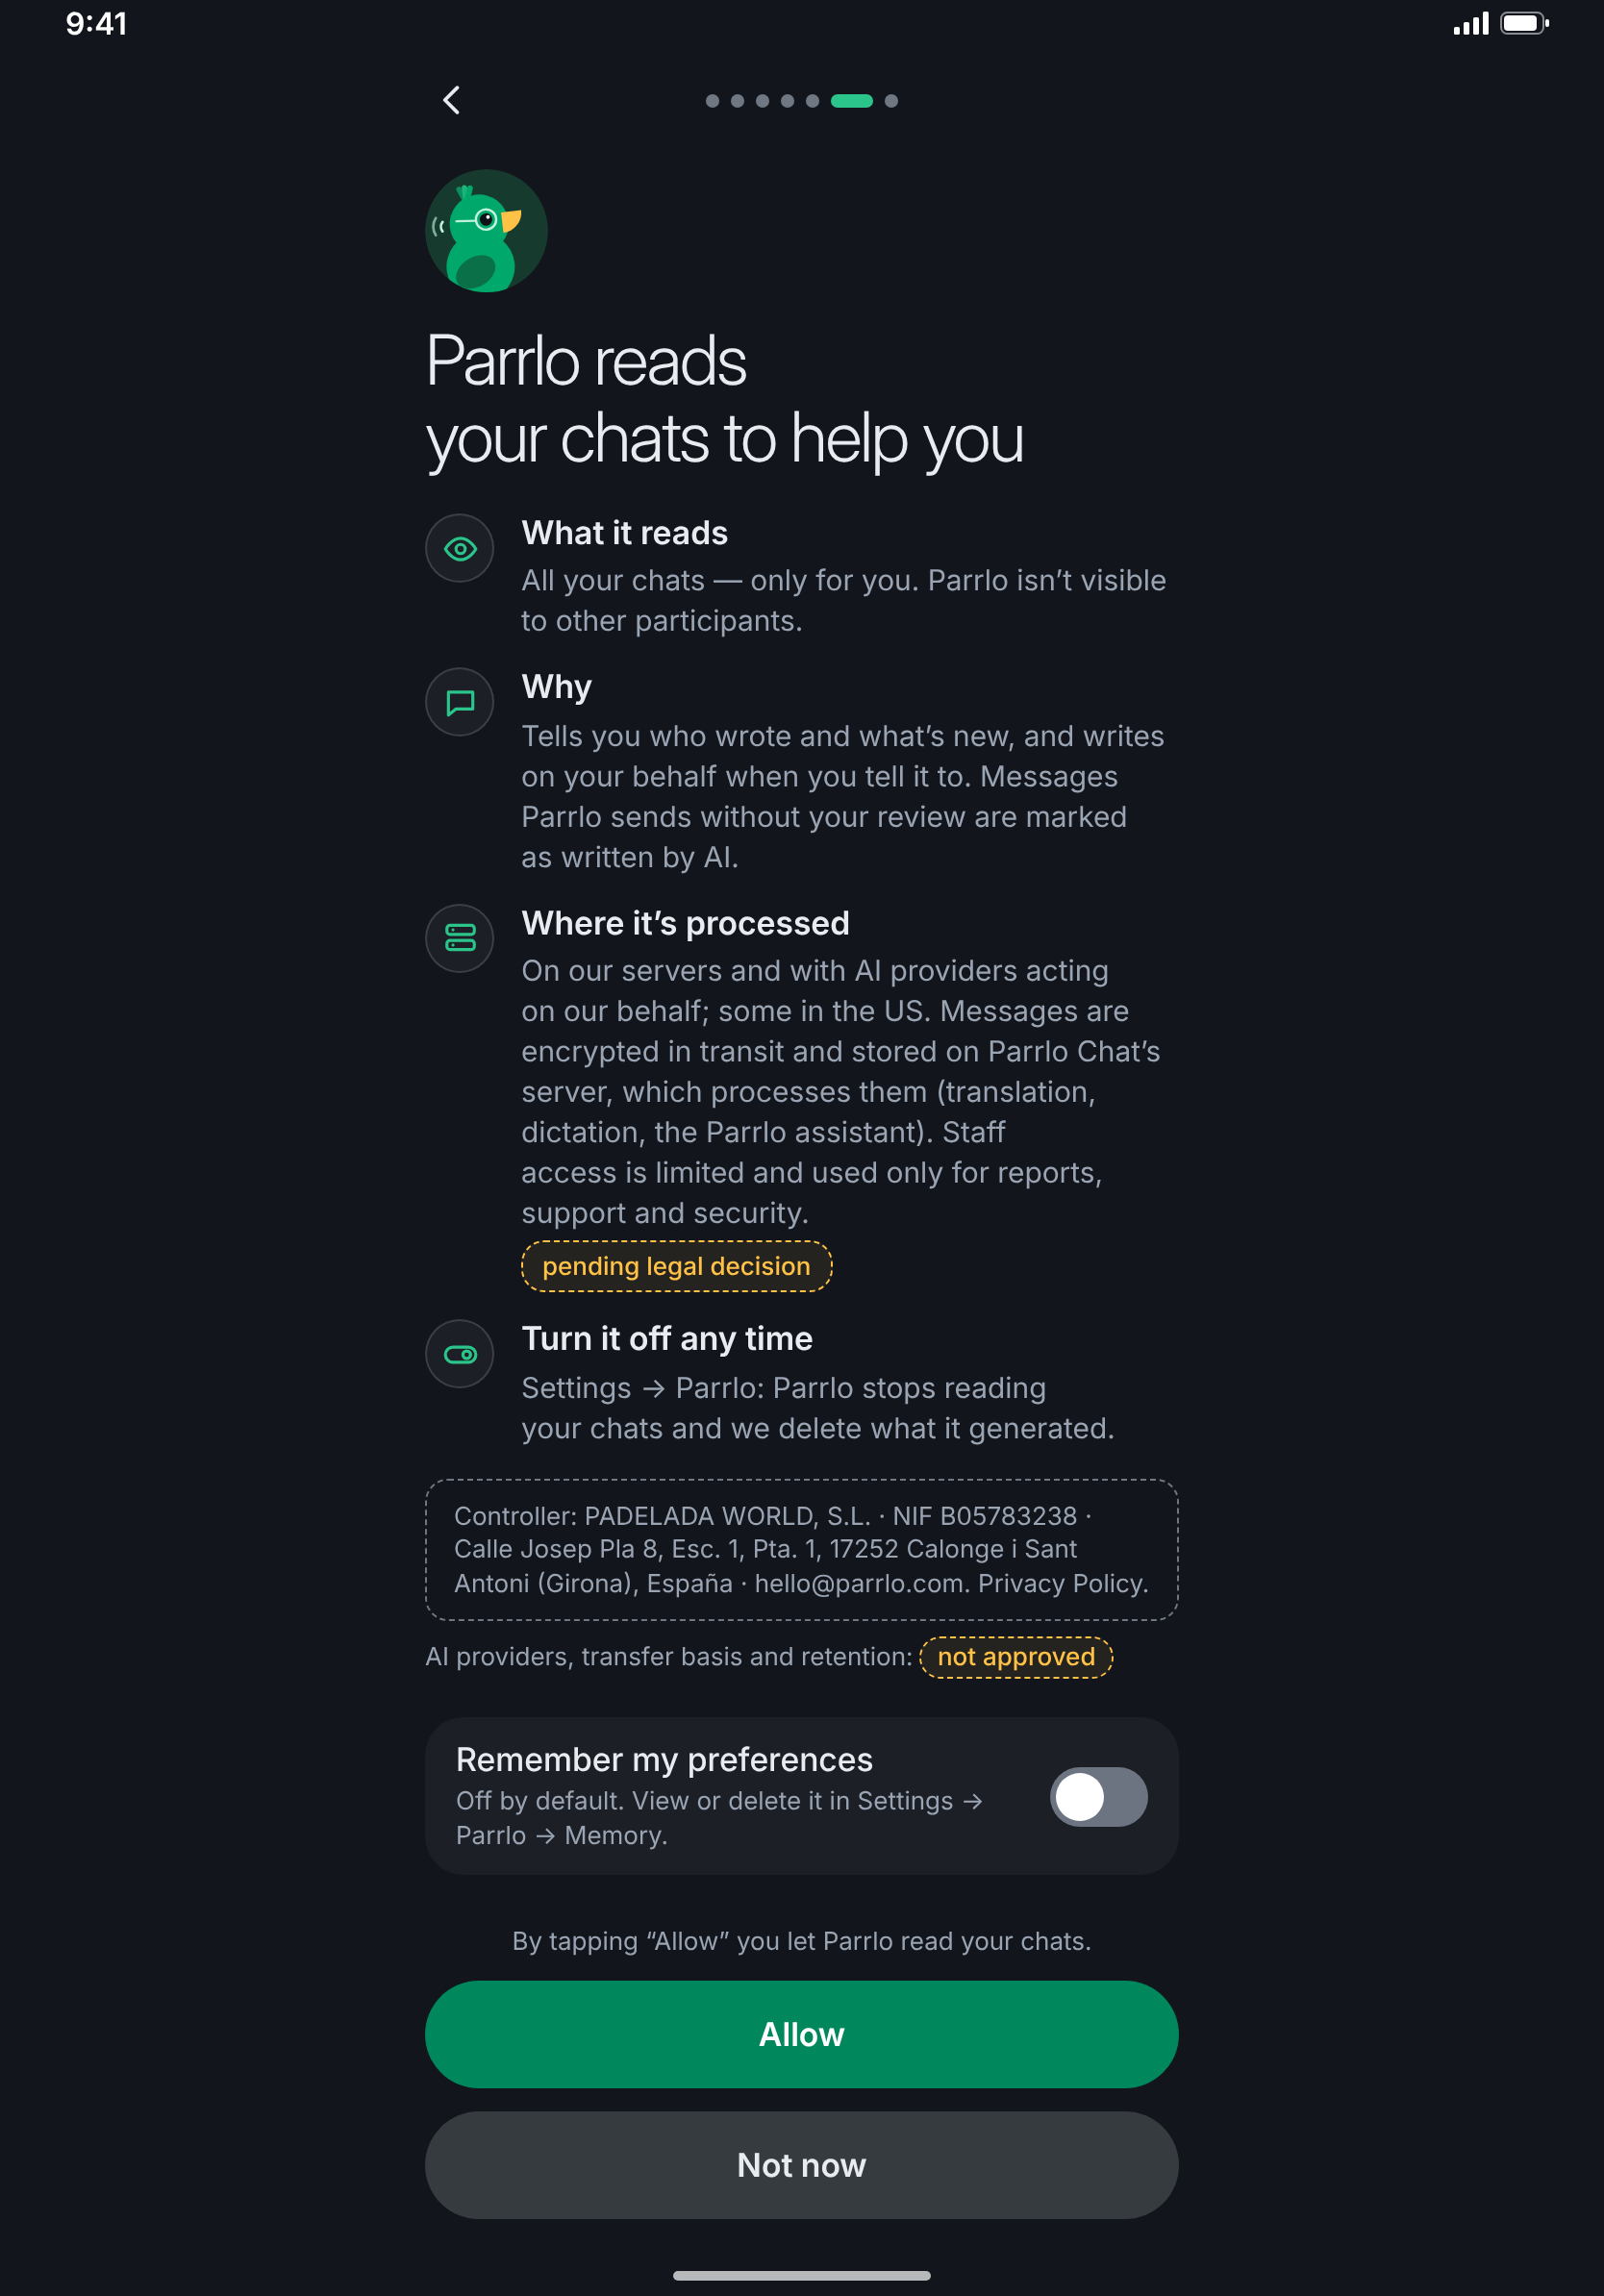 9:41
Parrlo reads
your chats to help you
What it reads
All your chats — only for you. Parrlo isn’t visible
to other participants.
Why
Tells you who wrote and what’s new, and writes
on your behalf when you tell it to. Messages
Parrlo sends without your review are marked
as written by AI.
Where it’s processed
On our servers and with AI providers acting
on our behalf; some in the US. Messages are
encrypted in transit and stored on Parrlo Chat’s
server, which processes them (translation,
dictation, the Parrlo assistant). Staff
access is limited and used only for reports,
support and security.
pending legal decision
Turn it off any time
Settings → Parrlo: Parrlo stops reading
your chats and we delete what it generated.
Controller: PADELADA WORLD, S.L. · NIF B05783238 ·
Calle Josep Pla 8, Esc. 1, Pta. 1, 17252 Calonge i Sant
Antoni (Girona), España · hello@parrlo.com. Privacy Policy.
AI providers, transfer basis and retention: not approved
Remember my preferences
Off by default. View or delete it in Settings →
Parrlo → Memory.
By tapping “Allow” you let Parrlo read your chats.
Allow
Not now